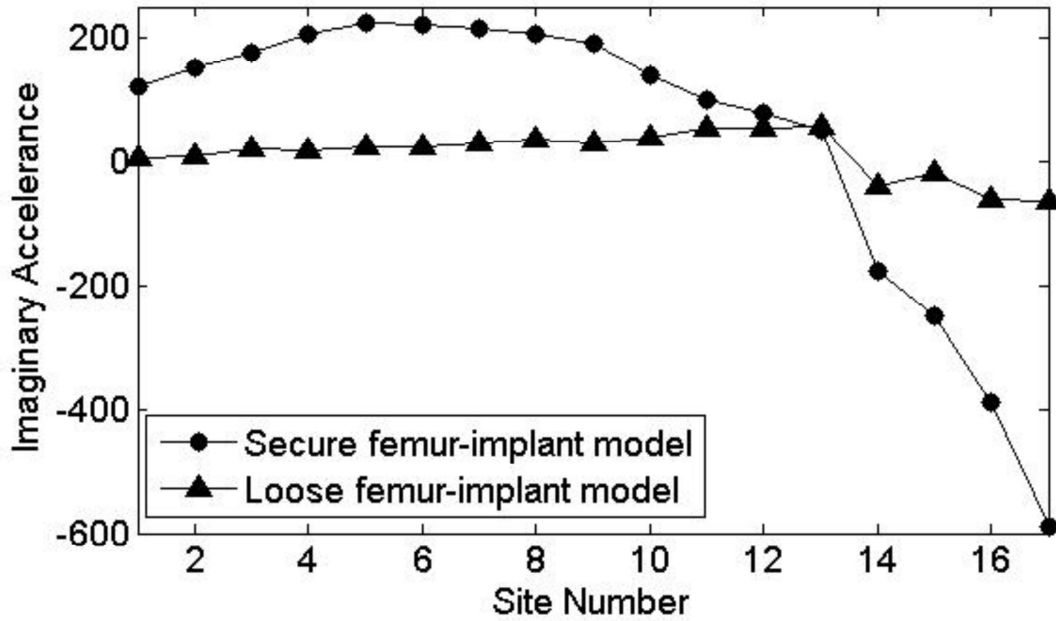 Imaginary Accelerance
200
0
-200
-400
-600
Secure femur-implant model
Loose femur-implant model
2 4 6 8 10 12 14 16
Site Number